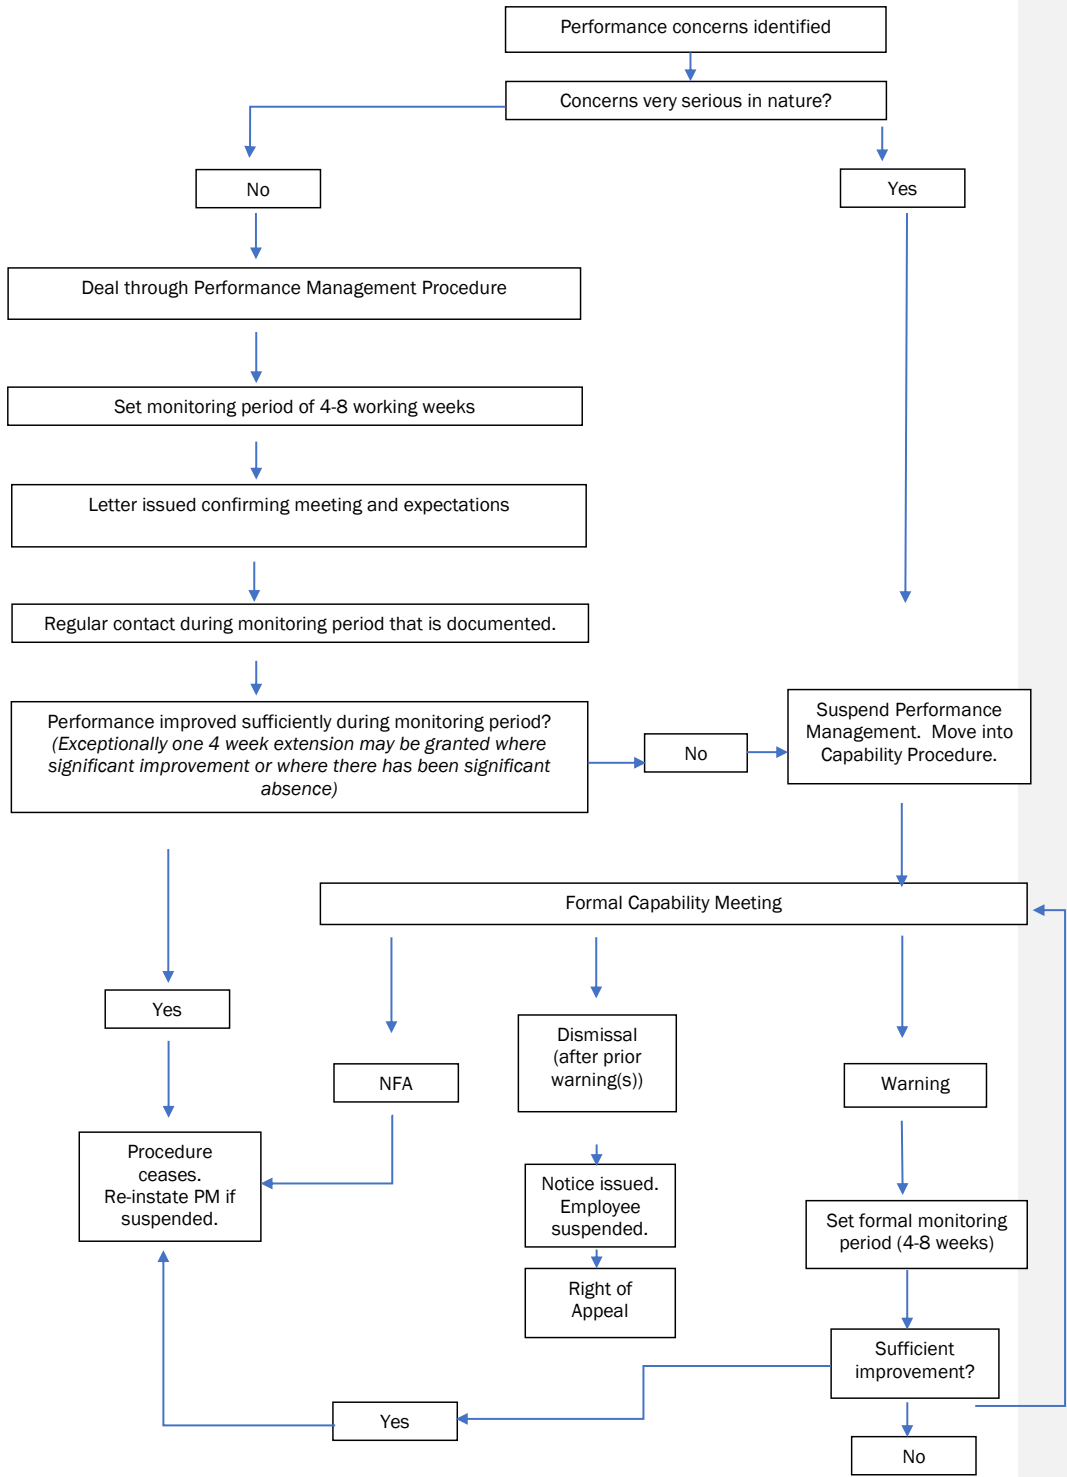 Performance concerns identified
Concerns very serious in nature?
No
Yes
Deal through Performance Management Procedure
Set monitoring period of 4-8 working weeks
Letter issued confirming meeting and expectations
Regular contact during monitoring period that is documented.
Performance improved sufficiently during monitoring period?
(Exceptionally one 4 week extension may be granted where
significant improvement or where there has been significant
absence)
No
Suspend Performance
Management.  Move into
Capability Procedure.
Formal Capability Meeting
Yes
NFA
Dismissal
(after prior
warning(s))
Warning
Procedure
ceases.
Re-instate PM if
suspended.
Notice issued.
Employee
suspended.
Set formal monitoring
period (4-8 weeks)
Right of
Appeal
Sufficient
improvement?
Yes
No